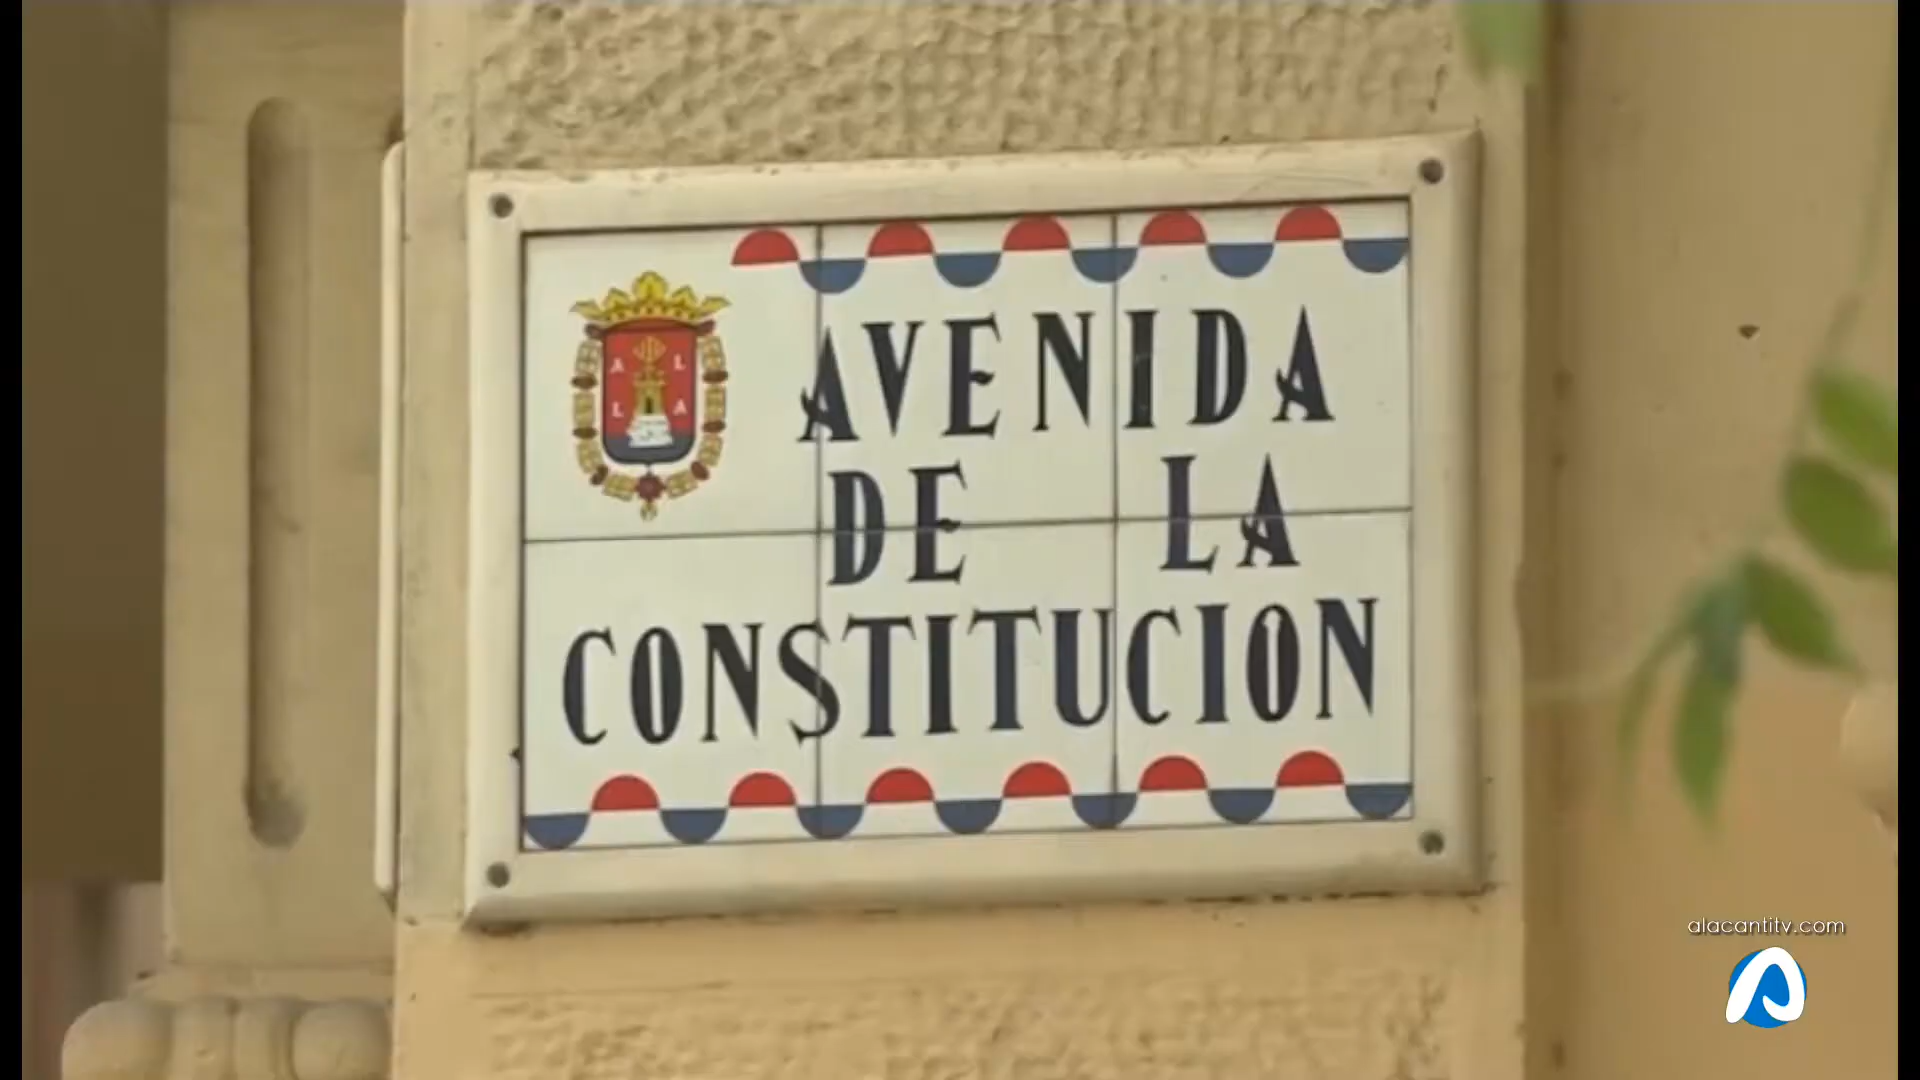 AVENIDA
DE LA
CONSTITUCION
A L
L A
alacantitv.com